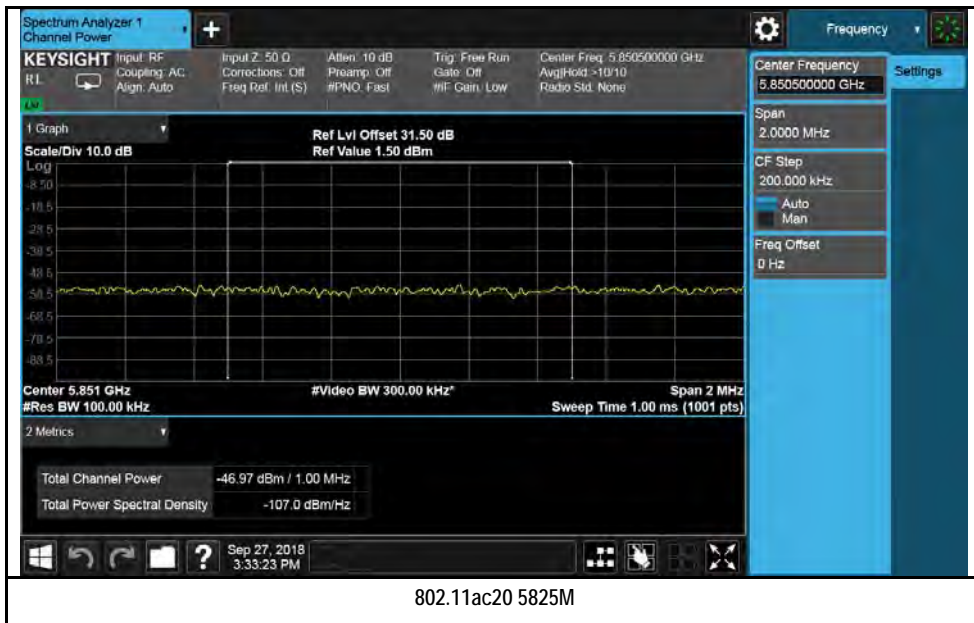 Spectrum Analyzer 1
Channel Power
Frequency
KEYSIGHT
RL
Input: RF
Coupling: AC
Align: Auto
Input Z: 50 Ω
Corrections: Off
Freq Ref: Int (S)
Atten: 10 dB
Preamp: Off
#PNO: Fast
Trig: Free Run
Gate: Off
#IF Gain: Low
Center Freq: 5.850500000 GHz
Avg|Hold: >10/10
Radio Std: None
Center Frequency
5.850500000 GHz
Settings
Span
2.0000 MHz
CF Step
200.000 kHz
Auto
Man
Freq Offset
0 Hz
1 Graph
Scale/Div 10.0 dB
Ref Lvl Offset 31.50 dB
Ref Value 1.50 dBm
Log
-8.50
-18.5
-28.5
-38.5
-48.5
-58.5
-68.5
-78.5
-88.5
Center 5.851 GHz
#Res BW 100.00 kHz
#Video BW 300.00 kHz*
Span 2 MHz
Sweep Time 1.00 ms (1001 pts)
2 Metrics
Total Channel Power -46.97 dBm / 1.00 MHz
Total Power Spectral Density -107.0 dBm/Hz
?
Sep 27, 2018
3:33:23 PM
802.11ac20 5825M